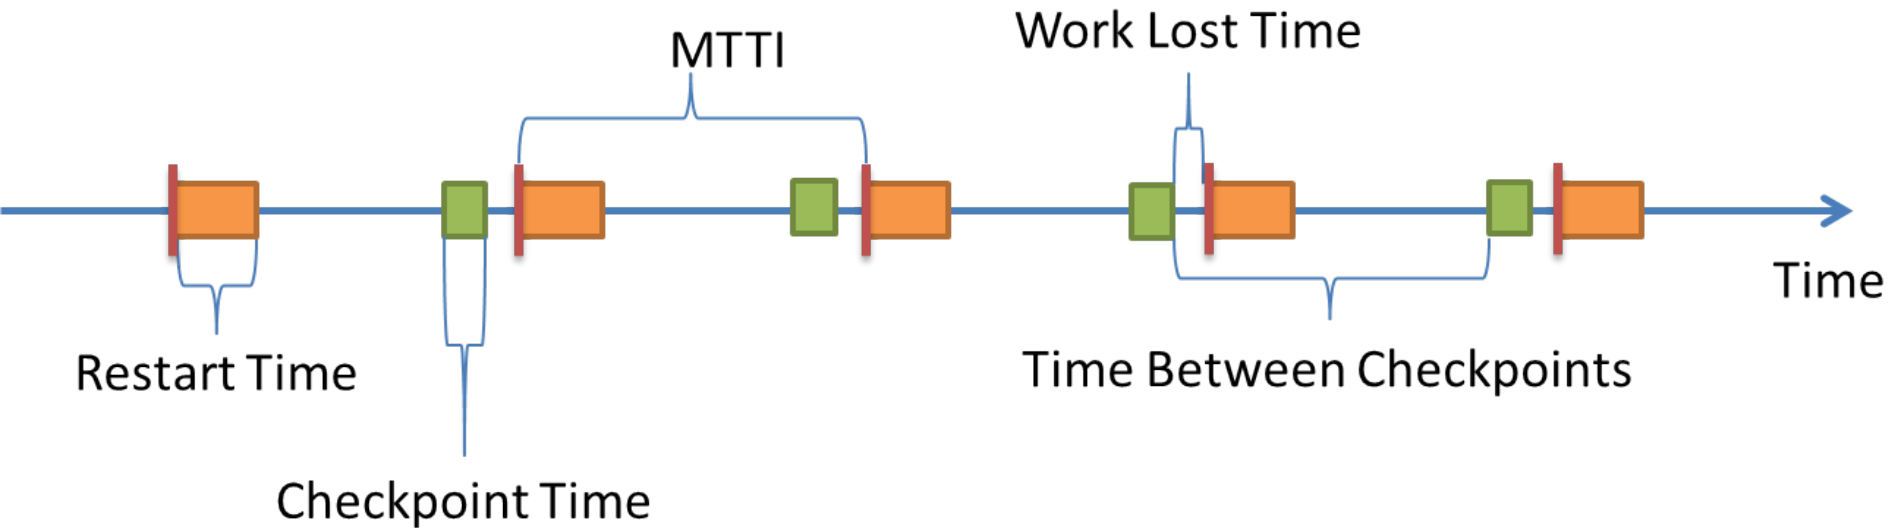 Work Lost Time
MTTI
Time
Restart Time
Time Between Checkpoints
Checkpoint Time